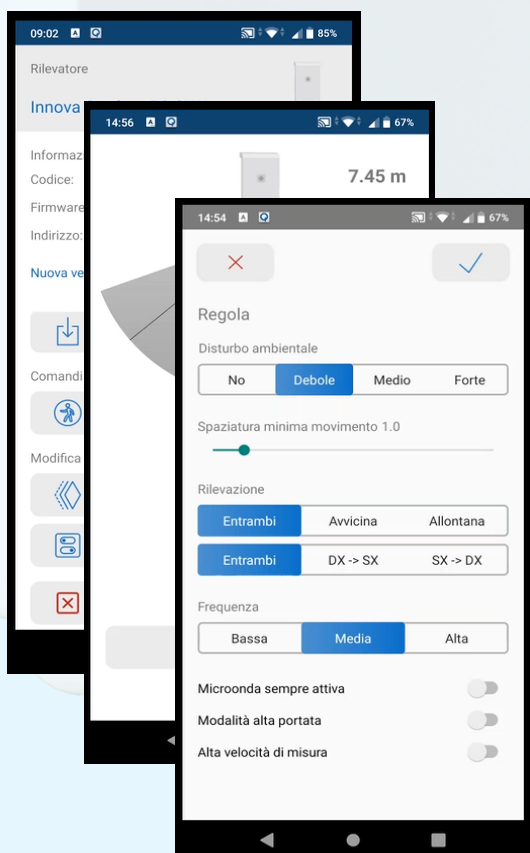 09:02
85%
Rilevatore
Innova
Informaz
Codice:
Firmware
Indirizzo:
Nuova ve
Comandi
Modifica
14:56
67%
7.45 m
14:54
67%
Regola
Disturbo ambientale
No Debole Medio Forte
Spaziatura minima movimento 1.0
Rilevazione
Entrambi Avvicina Allontana
Entrambi DX -> SX SX -> DX
Frequenza
Bassa Media Alta
Microonda sempre attiva
Modalità alta portata
Alta velocità di misura